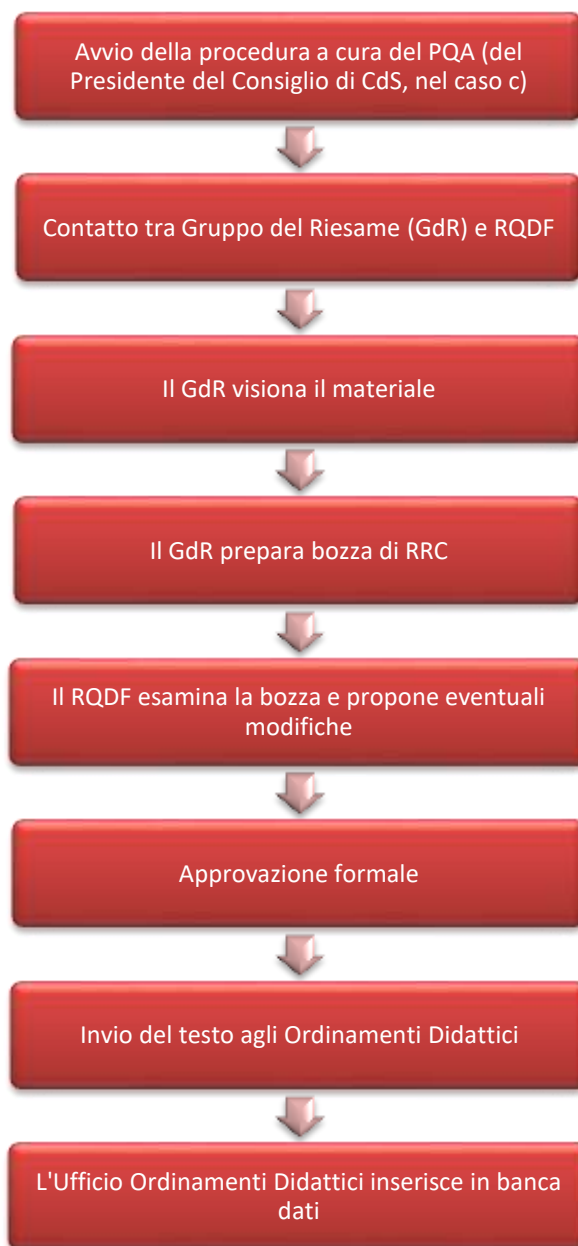 Avvio della procedura a cura del PQA (del
Presidente del Consiglio di CdS, nel caso c)
Contatto tra Gruppo del Riesame (GdR) e RQDF
Il GdR visiona il materiale
Il GdR prepara bozza di RRC
Il RQDF esamina la bozza e propone eventuali
modifiche
Approvazione formale
Invio del testo agli Ordinamenti Didattici
L'Ufficio Ordinamenti Didattici inserisce in banca
dati